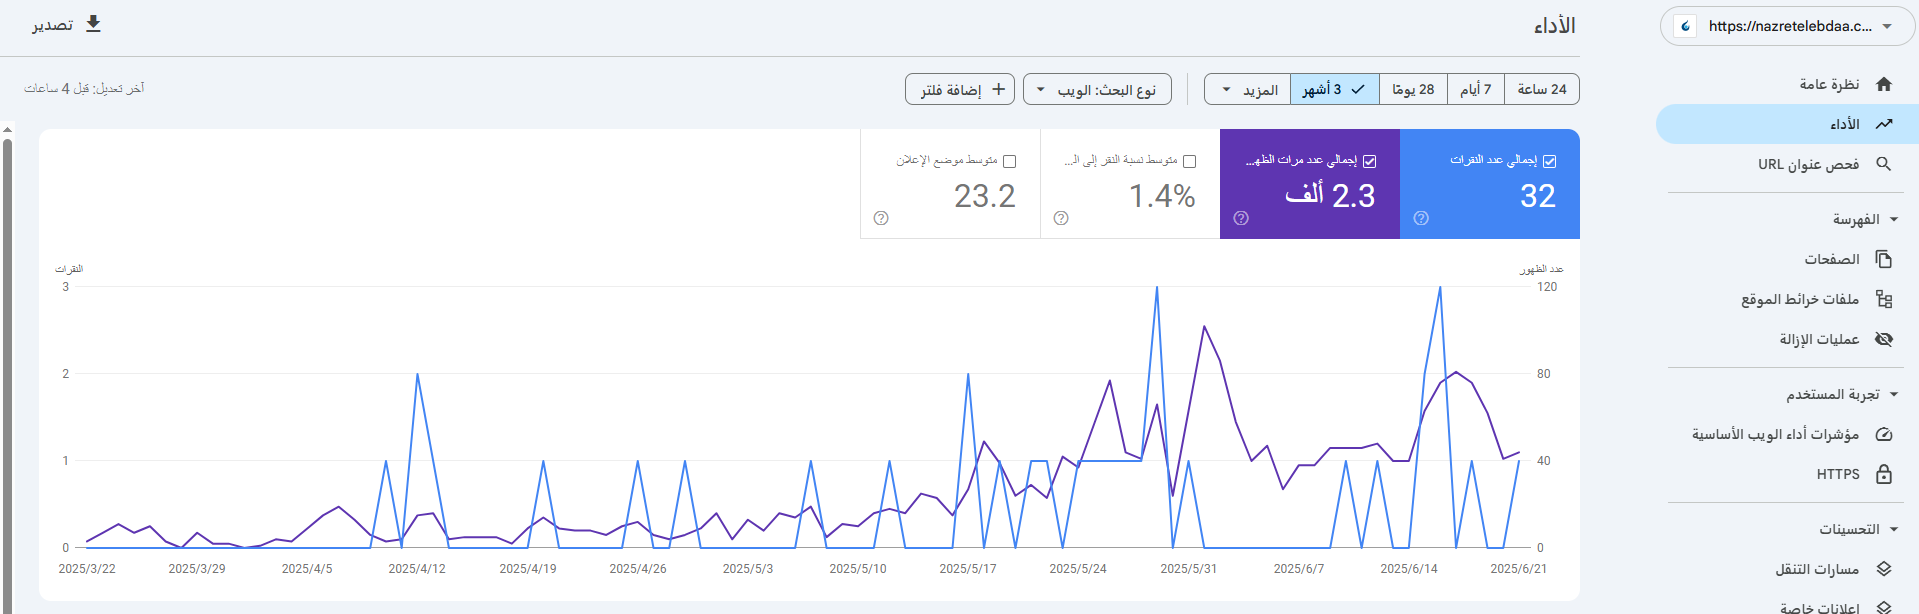 https://nazretelebdaa.c...
نظرة عامة
الأداء
فحص عنوان URL
الفهرسة
الصفحات
ملفات خرائط الموقع
عمليات الإزالة
تجربة المستخدم
مؤشرات أداء الويب الأساسية
HTTPS
التحسينات
مسارات التنقل
إعلانات خاصة
الأداء
تصدير
24 ساعة
7 أيام
28 يومًا
3 أشهر
المزيد
نوع البحث: الويب
إضافة فلتر
آخر تعديل: قبل 4 ساعات
إجمالي عدد النقرات
32
إجمالي عدد مرات الظه...
2.3 ألف
متوسط نسبة النقر إلى الـ...
1.4%
متوسط موضع الإعلان
23.2
عدد الظهور
120
80
40
0
النقرات
3
2
1
0
2025/3/22
2025/3/29
2025/4/5
2025/4/12
2025/4/19
2025/4/26
2025/5/3
2025/5/10
2025/5/17
2025/5/24
2025/5/31
2025/6/7
2025/6/14
2025/6/21